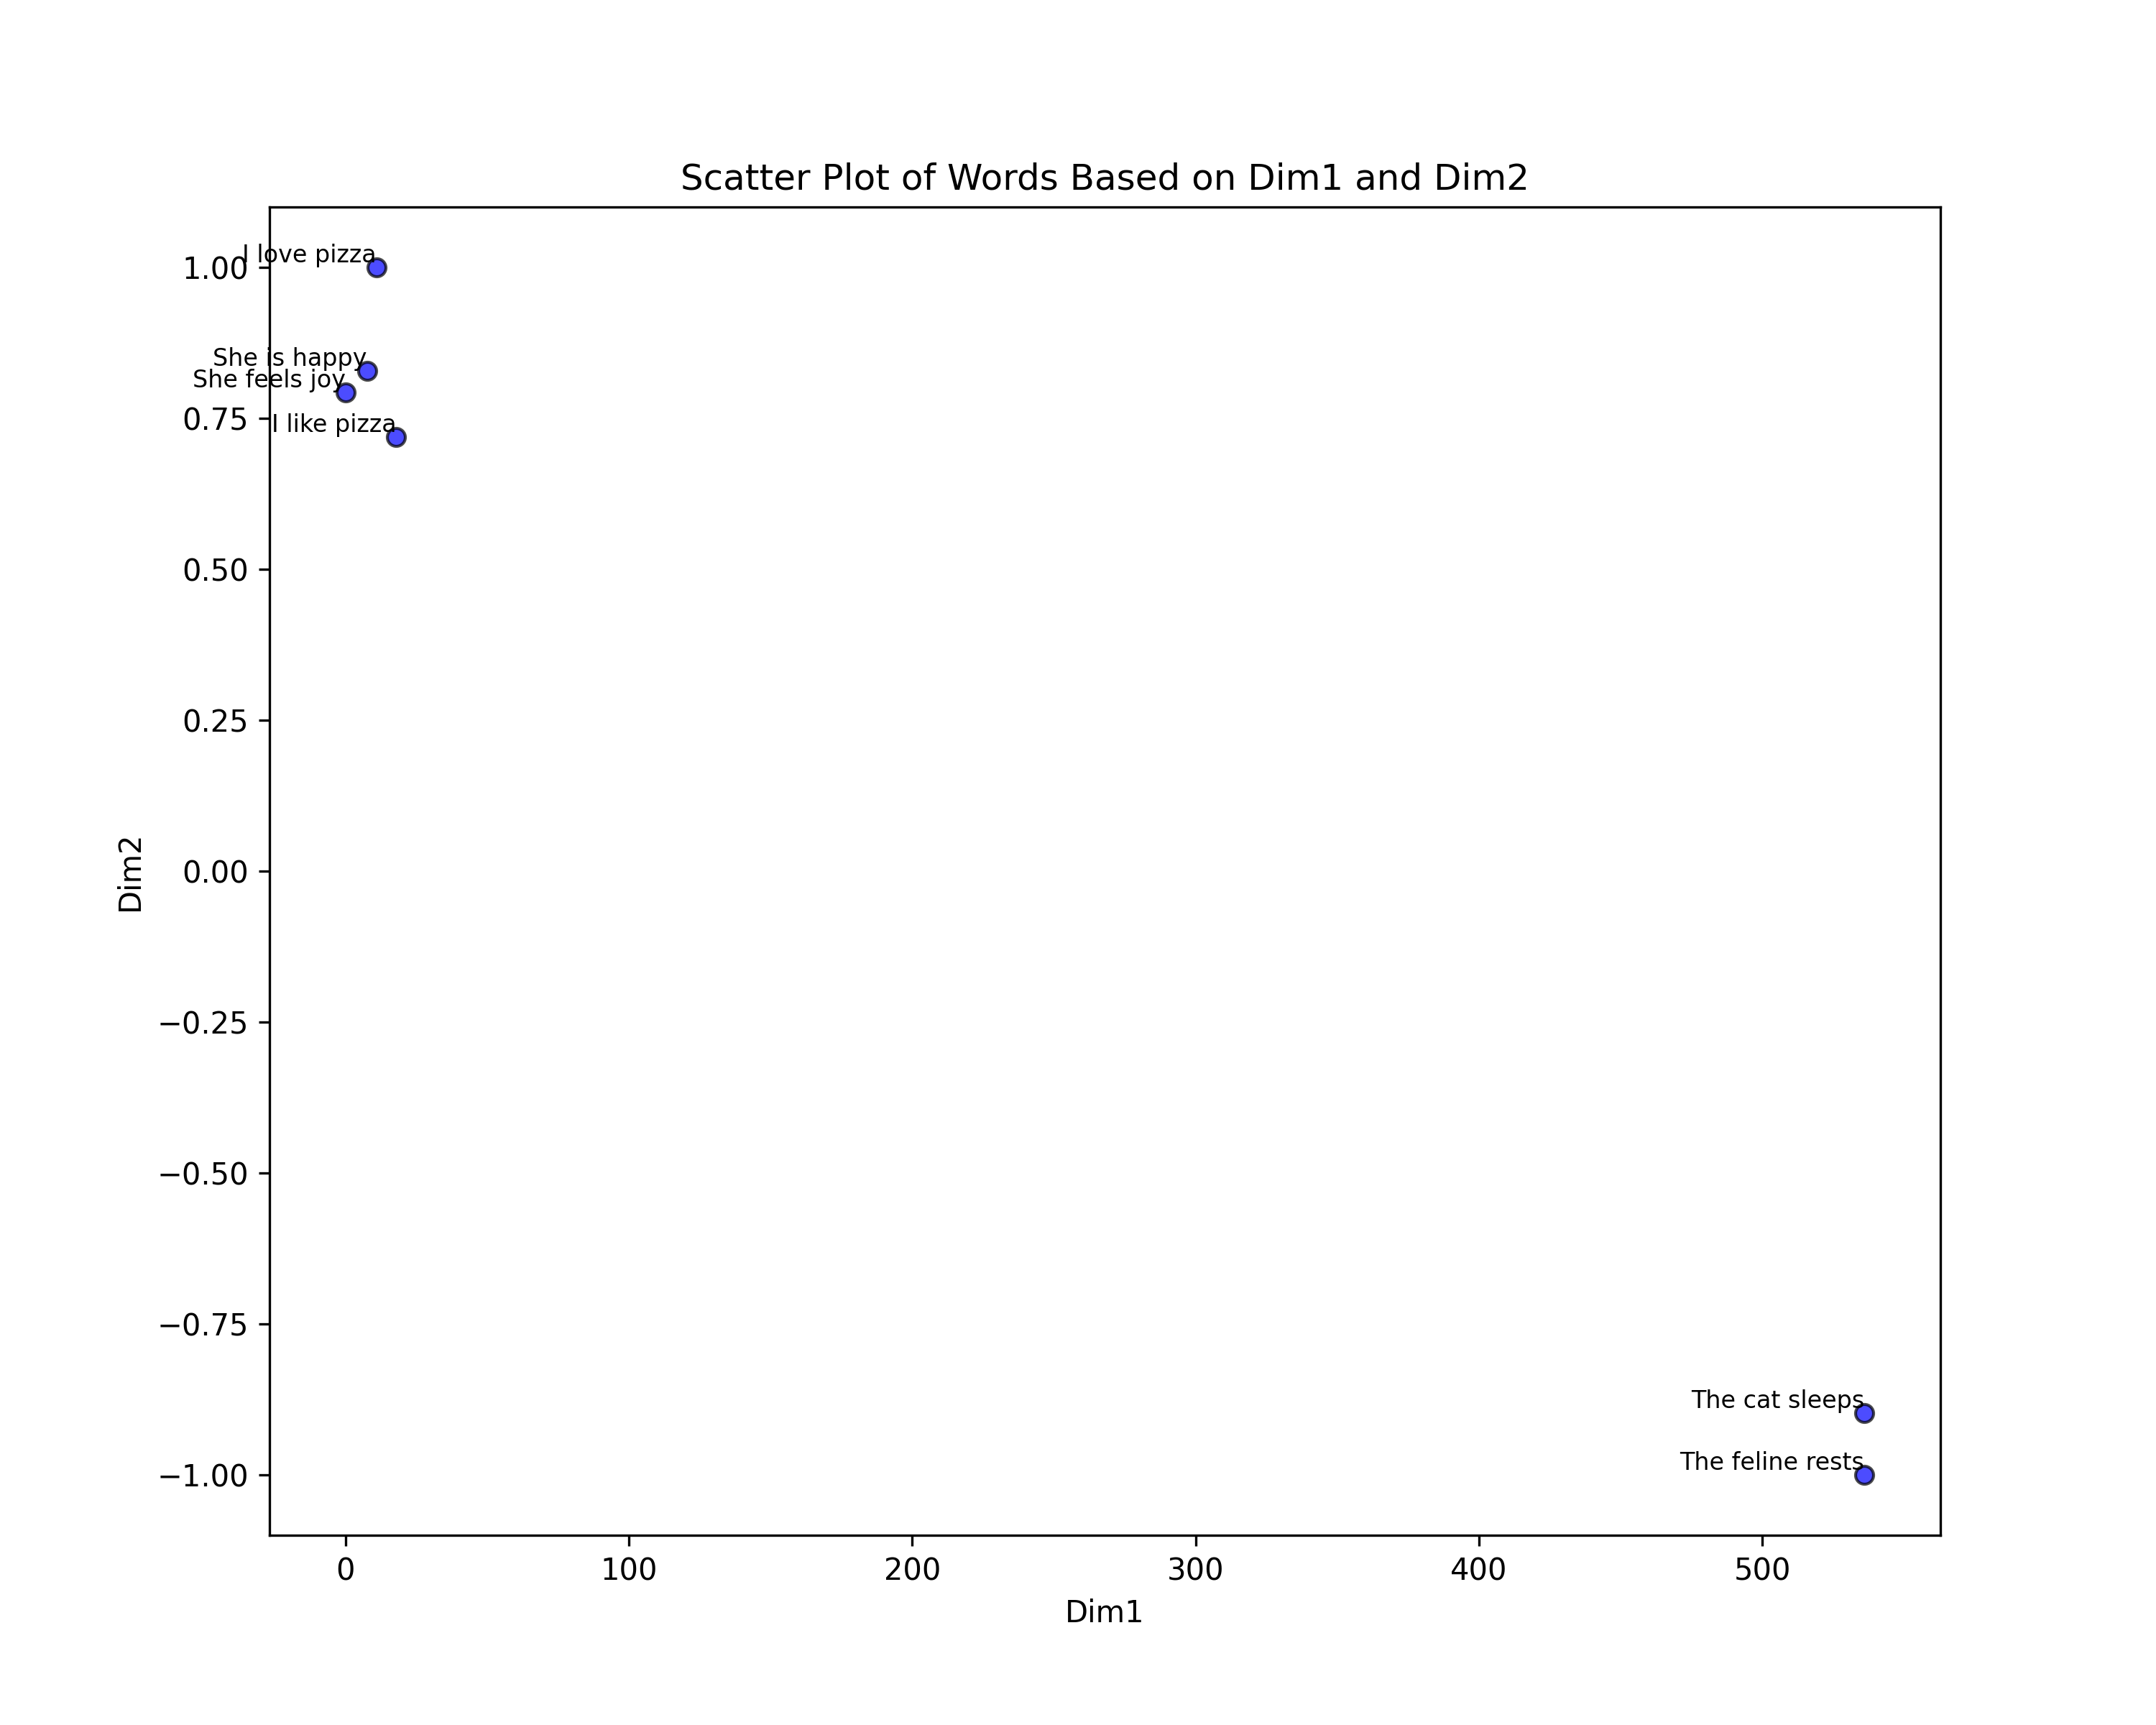 Scatter Plot of Words Based on Dim1 and Dim2
I love pizza
1.00
She is happy
She feels joy
0.75
I like pizza
0.50
0.25
0.00
Dim2
−0.25
−0.50
−0.75
The cat sleeps
The feline rests
−1.00
0 100 200 300 400 500
Dim1